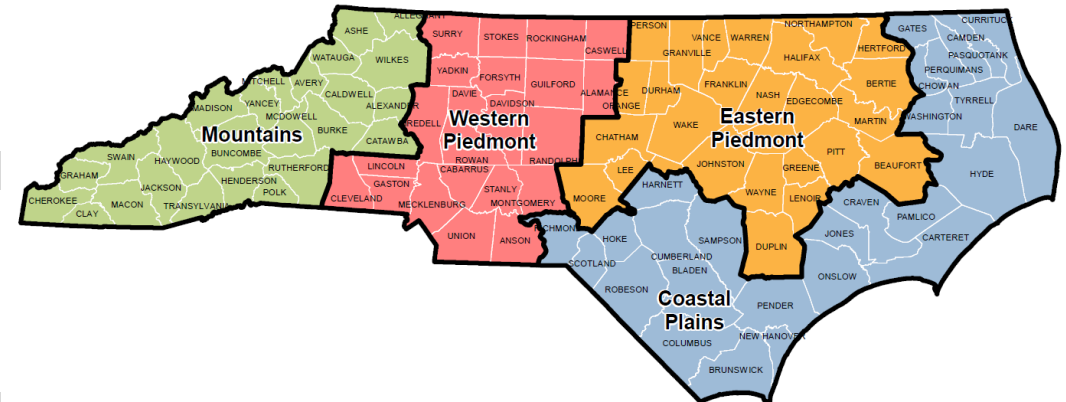 ALLEGHANY
ASHE
WATAUGA
WILKES
MITCHELL
AVERY
CALDWELL
ALEXANDER
MADISON
YANCEY
MCDOWELL
BURKE
CATAWBA
Mountains
BUNCOMBE
SWAIN
HAYWOOD
RUTHERFORD
GRAHAM
HENDERSON
CHEROKEE
JACKSON
POLK
MACON
TRANSYLVANIA
CLAY
SURRY
STOKES
ROCKINGHAM
CASWELL
YADKIN
FORSYTH
GUILFORD
ALAMANCE
DAVIE
DAVIDSON
IREDELL
Western
Piedmont
ROWAN
RANDOLPH
LINCOLN
CABARRUS
GASTON
STANLY
CLEVELAND
MECKLENBURG
MONTGOMERY
UNION
ANSON
PERSON
NORTHAMPTON
VANCE
WARREN
GRANVILLE
HERTFORD
HALIFAX
BERTIE
ORANGE
DURHAM
FRANKLIN
NASH
EDGECOMBE
Eastern
Piedmont
MARTIN
WAKE
CHATHAM
PITT
BEAUFORT
LEE
JOHNSTON
GREENE
MOORE
WAYNE
LENOIR
DUPLIN
CURRITUCK
GATES
CAMDEN
PASQUOTANK
PERQUIMANS
CHOWAN
TYRRELL
WASHINGTON
DARE
HYDE
HARNETT
CRAVEN
PAMLICO
RICHMOND
HOKE
SAMPSON
JONES
CARTERET
SCOTLAND
CUMBERLAND
BLADEN
ONSLOW
ROBESON
Coastal
Plains
PENDER
NEW HANOVER
COLUMBUS
BRUNSWICK